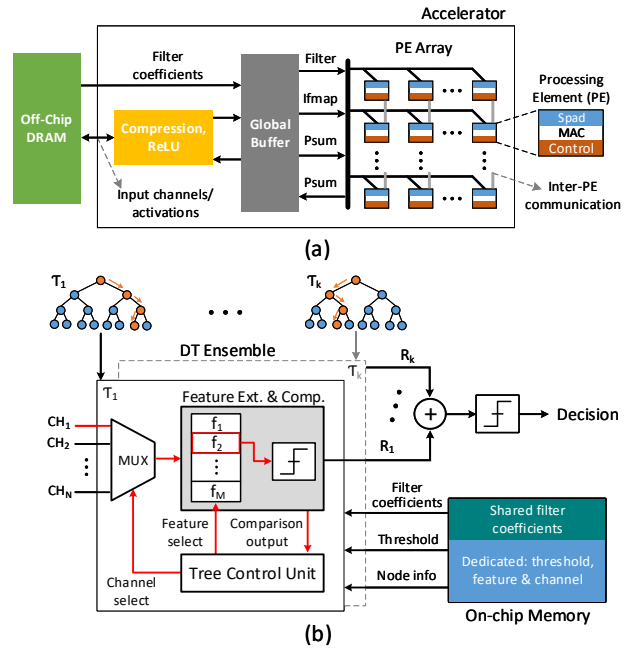 Accelerator
Filter
coefficients
Filter
PE Array
Ifmap
Processing
Element (PE)
Off-Chip
DRAM
Compression,
ReLU
Global
Buffer
Spad
MAC
Control
Psum
Psum
Input channels/
activations
Inter-PE
communication
(a)
T1
Tk
DT Ensemble
T1
Tk
Rk
Feature Ext. & Comp.
CH1
CH2
CHN
MUX
f1
f2
fM
+
Decision
R1
Feature
select
Comparison
output
Filter
coefficients
Shared filter
coefficients
Threshold
Dedicated: threshold,
feature & channel
Tree Control Unit
Channel
select
Node info
On-chip Memory
(b)